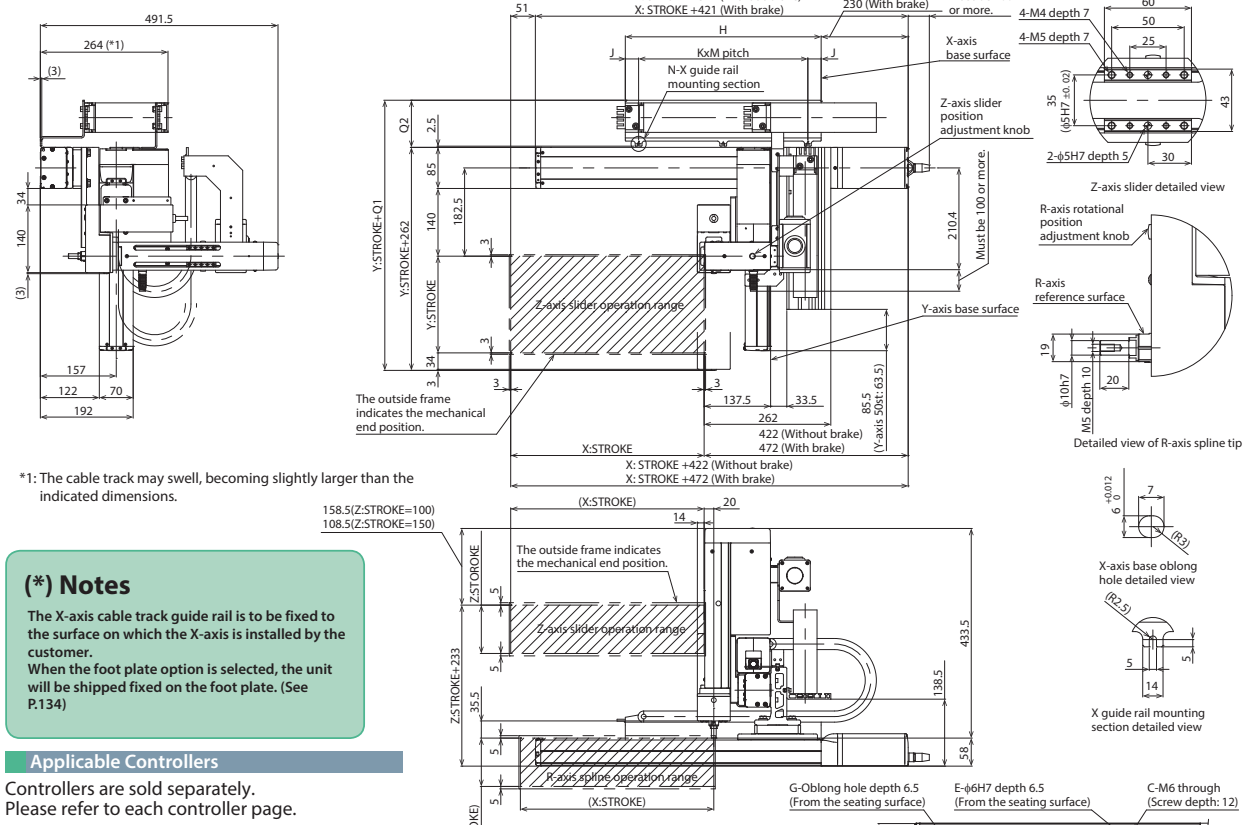 491.5
264 (*1)
(3)
34
140
(3)
157
122
70
192
51
X: STROKE +421 (With brake)
230 (With brake)
or more.
H
J
KxM pitch
J
N-X guide rail
mounting section
X-axis
base surface
Z-axis slider
position
adjustment knob
Q2
2.5
85
140
182.5
3
Y:STROKE+Q1
Y:STROKE+262
Y:STROKE
3
34
3
Z-axis slider operation range
210.4
Must be 100 or more.
Y-axis base surface
3
3
137.5
33.5
262
85.5
(Y-axis 50st: 63.5)
422 (Without brake)
472 (With brake)
X:STROKE
X: STROKE +422 (Without brake)
X: STROKE +472 (With brake)
The outside frame
indicates the mechanical
end position.
60
4-M4 depth 7
50
4-M5 depth 7
25
35
(ϕ5H7 ±0.02)
43
2-ϕ5H7 depth 5
30
Z-axis slider detailed view
R-axis rotational
position
adjustment knob
R-axis
reference surface
19
ϕ10h7
M5 depth 10
20
Detailed view of R-axis spline tip
*1: The cable track may swell, becoming slightly larger than the
indicated dimensions.
(*) Notes
The X-axis cable track guide rail is to be fixed to
the surface on which the X-axis is installed by the
customer.
When the foot plate option is selected, the unit
will be shipped fixed on the foot plate. (See
P.134)
Applicable Controllers
Controllers are sold separately.
Please refer to each controller page.
(X:STROKE)
20
14
158.5(Z:STROKE=100)
108.5(Z:STROKE=150)
The outside frame indicates
the mechanical end position.
Z:STOROKE
5
Z-axis slider operation range
5
Z:STROKE+233
35.5
5
R-axis spline operation range
5
(X:STROKE)
433.5
138.5
58
6 +0.012 0
7
(R3)
X-axis base oblong
hole detailed view
(R2.5)
5
5
14
X guide rail mounting
section detailed view
G-Oblong hole depth 6.5
(From the seating surface)
E-ϕ6H7 depth 6.5
(From the seating surface)
C-M6 through
(Screw depth: 12)